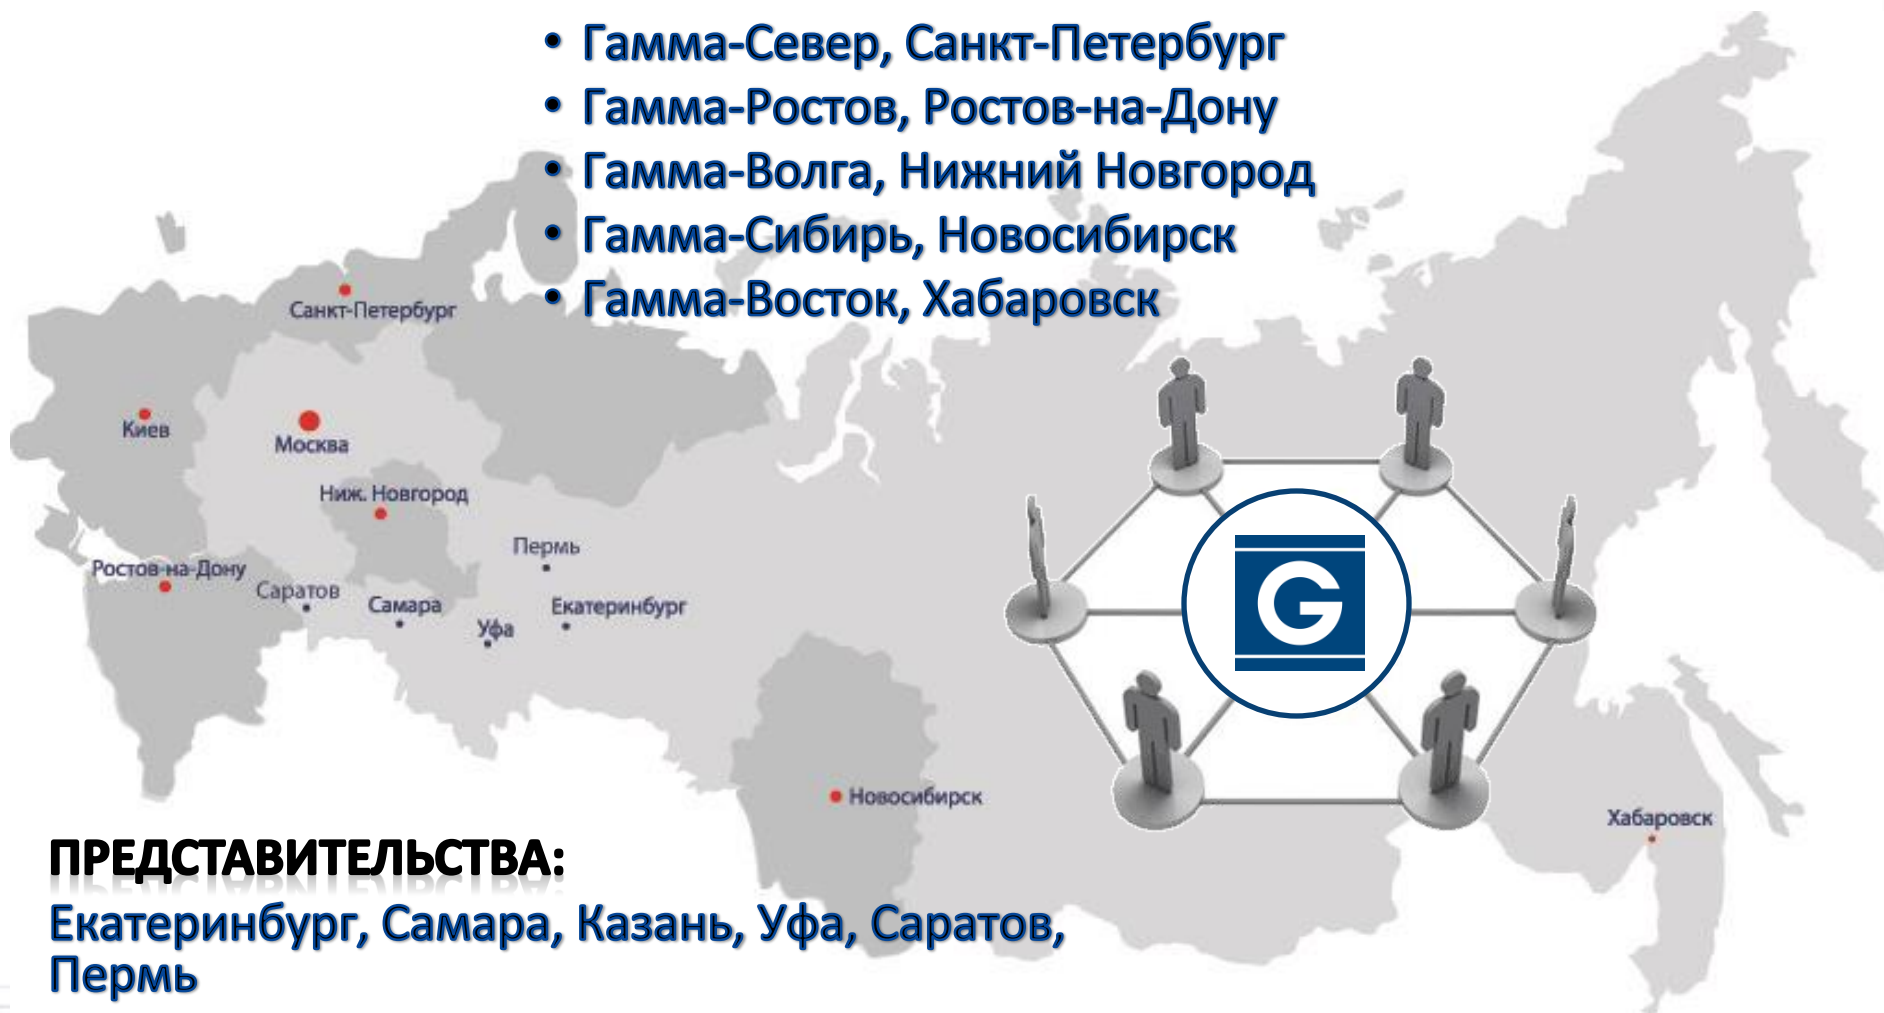 • Гамма-Север, Санкт-Петербург
• Гамма-Ростов, Ростов-на-Дону
• Гамма-Волга, Нижний Новгород
• Гамма-Сибирь, Новосибирск
• Гамма-Восток, Хабаровск
Санкт-Петербург
Киев
Москва
Ниж. Новгород
Пермь
Ростов-на-Дону
Саратов
Самара
Екатеринбург
Уфа
G
Новосибирск
Хабаровск
ПРЕДСТАВИТЕЛЬСТВА:
Екатеринбург, Самара, Казань, Уфа, Саратов,
Пермь